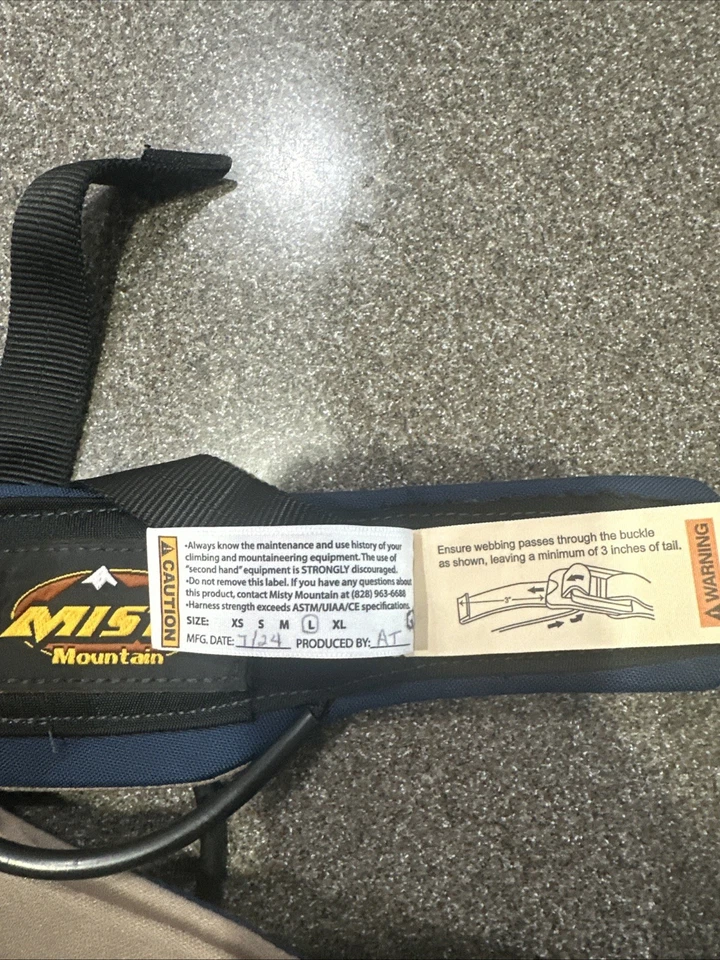 MIS
Mountain
CAUTION
•Always know the maintenance and use history of your
climbing and mountaineering equipment. The use of
"second hand" equipment is STRONGLY discouraged.
•Do not remove this label. If you have any questions about
this product, contact Misty Mountain at (828) 963-6688
•Harness strength exceeds ASTM/UIAA/CE specifications
SIZE: XS S M L XL
MFG. DATE: 7/24 PRODUCED BY: AT
Ensure webbing passes through the buckle
as shown, leaving a minimum of 3 inches of tail.
3"
WARNING